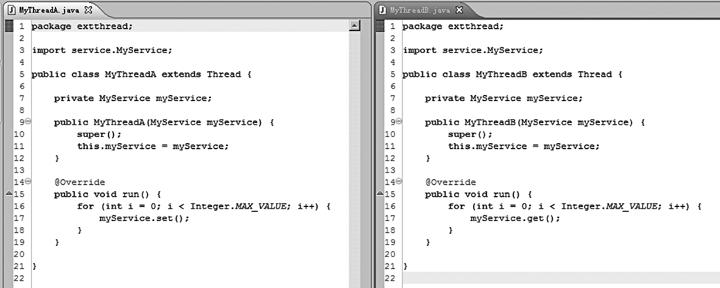 MyThreadA.java
1 package extthread;
2
3 import service.MyService;
4
5 public class MyThreadA extends Thread {
6
7     private MyService myService;
8
9     public MyThreadA(MyService myService) {
10         super();
11         this.myService = myService;
12     }
13
14     @Override
15     public void run() {
16         for (int i = 0; i < Integer.MAX_VALUE; i++) {
17             myService.set();
18         }
19     }
20
21 }
22
MyThreadB.java
1 package extthread;
2
3 import service.MyService;
4
5 public class MyThreadB extends Thread {
6
7     private MyService myService;
8
9     public MyThreadB(MyService myService) {
10         super();
11         this.myService = myService;
12     }
13
14     @Override
15     public void run() {
16         for (int i = 0; i < Integer.MAX_VALUE; i++) {
17             myService.get();
18         }
19     }
20
21 }
22